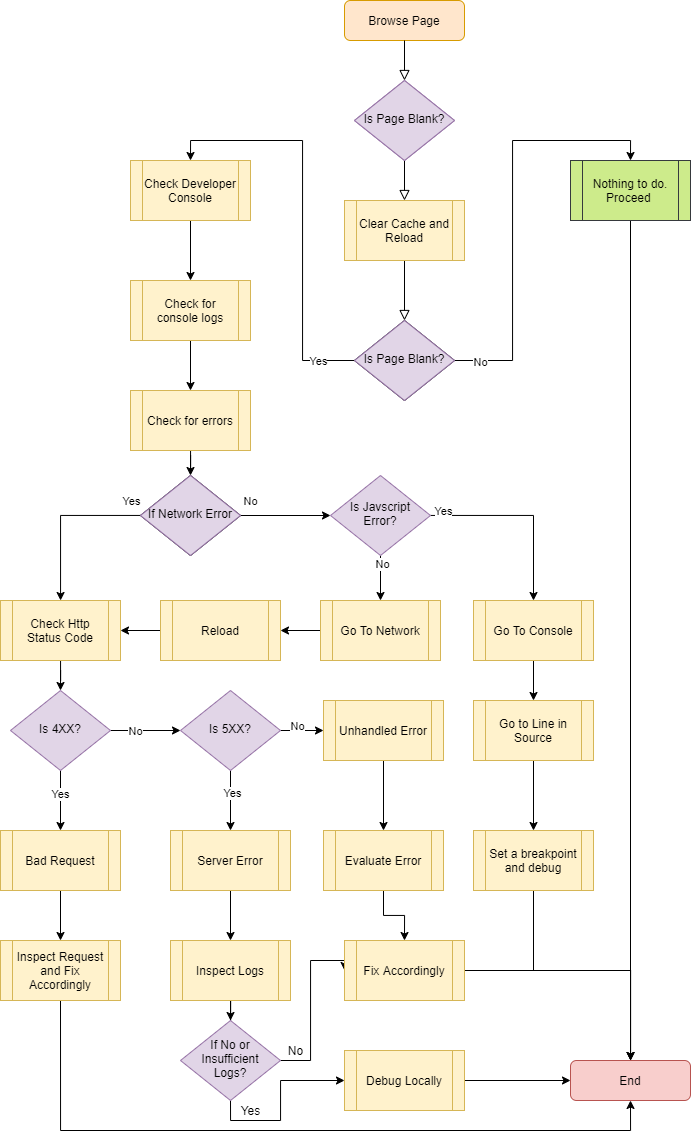 Browse Page
Is Page Blank?
Check Developer
Console
Clear Cache and
Reload
Nothing to do.
Proceed
Check for
console logs
Yes
Is Page Blank?
No
Check for errors
Yes
If Network Error
No
Is Javscript
Error?
Yes
No
Check Http
Status Code
Reload
Go To Network
Go To Console
Is 4XX?
No
Is 5XX?
No
Unhandled Error
Go to Line in
Source
Yes
Yes
Bad Request
Server Error
Evaluate Error
Set a breakpoint
and debug
Inspect Request
and Fix
Accordingly
Inspect Logs
Fix Accordingly
If No or
Insufficient
Logs?
No
Yes
Debug Locally
End